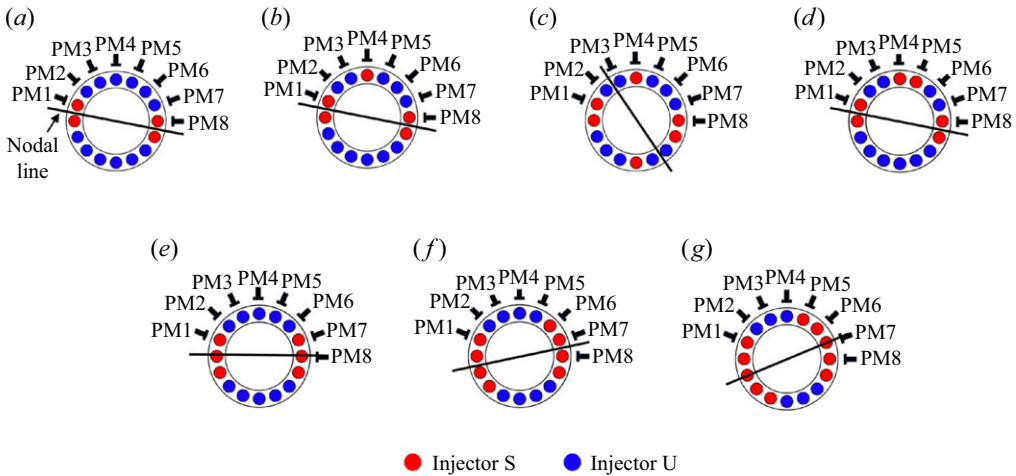 (a)
PM1
PM2
PM3
PM4
PM5
PM6
PM7
PM8
Nodal
line
(b)
PM1
PM2
PM3
PM4
PM5
PM6
PM7
PM8
(c)
PM1
PM2
PM3
PM4
PM5
PM6
PM7
PM8
(d)
PM1
PM2
PM3
PM4
PM5
PM6
PM7
PM8
(e)
PM1
PM2
PM3
PM4
PM5
PM6
PM7
PM8
(f)
PM1
PM2
PM3
PM4
PM5
PM6
PM7
PM8
(g)
PM1
PM2
PM3
PM4
PM5
PM6
PM7
PM8
Injector S
Injector U